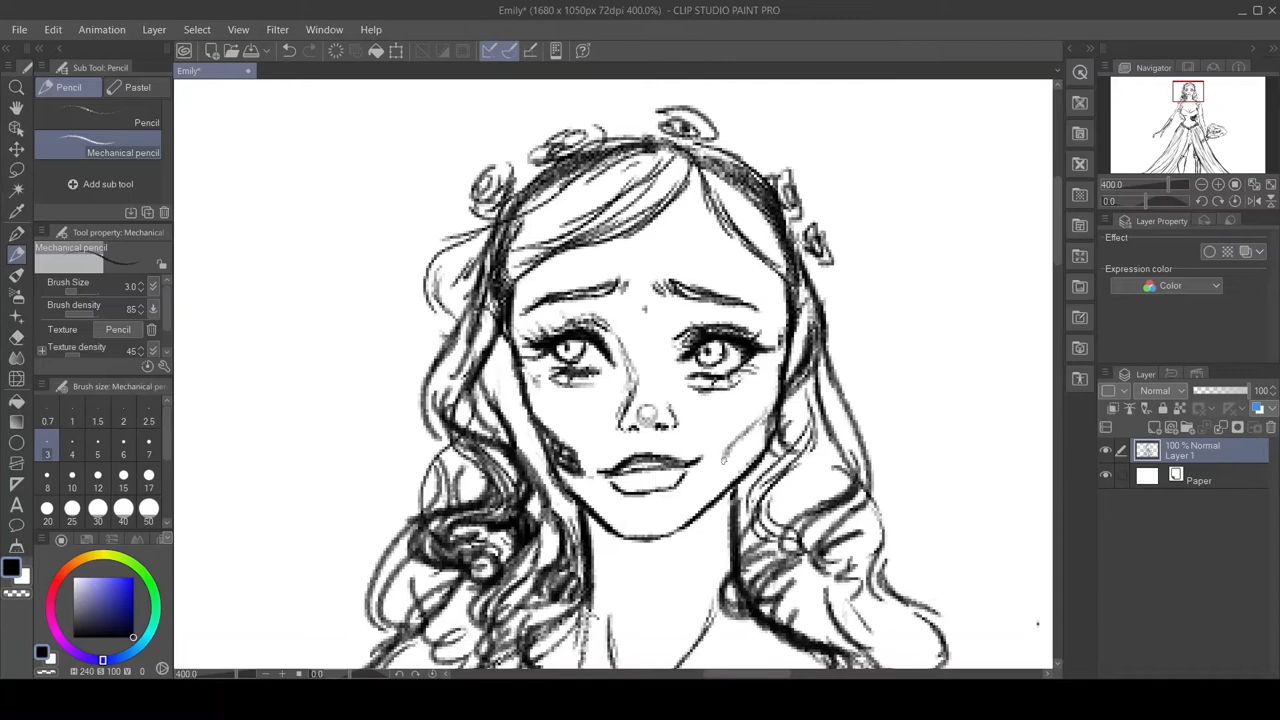 Emily* (1680 x 1050px 72dpi 400.0%) - CLIP STUDIO PAINT PRO
File Edit Animation Layer Select View Filter Window Help
Sub Tool: Pencil
Emily*
Navigator
Pencil Pastel
Pencil
Mechanical pencil
Add sub tool
400.0
0.0
Tool property: Mechanical
Mechanical pencil
Layer Property
Effect
Expression color
Color
Brush Size 3.0
Brush density 85
Texture Pencil
Texture density 45
Layer
Brush size: Mechanical pen
Normal 100
0.7 1 1.5 2 2.5
3 4 5 6 7
8 10 12 15 17
20 25 30 40 50
100 % Normal
Layer 1
Paper
H 240 S 100 V 0
400.0 0.0